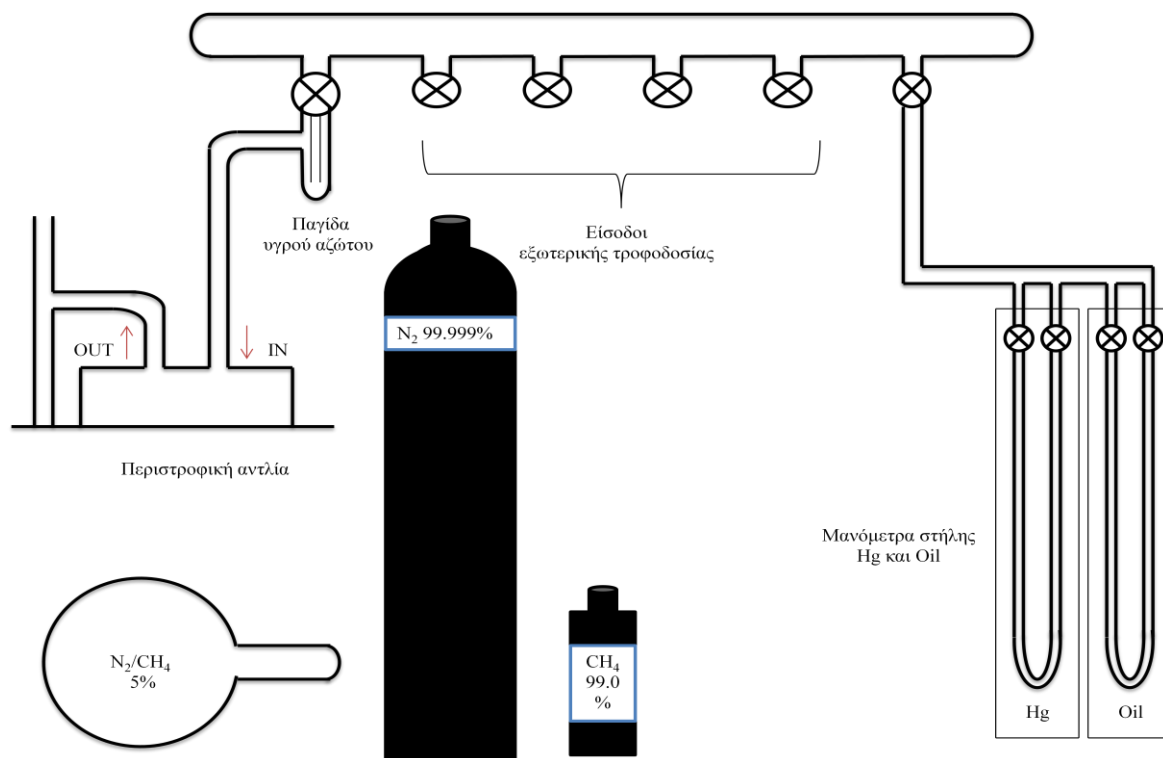 Παγίδα
υγρού αζώτου
Είσοδοι
εξωτερικής τροφοδοσίας
N₂ 99.999%
OUT
IN
Περιστροφική αντλία
Μανόμετρα στήλης
Hg και Oil
N₂/CH₄
5%
CH₄
99.0
%
Hg
Oil